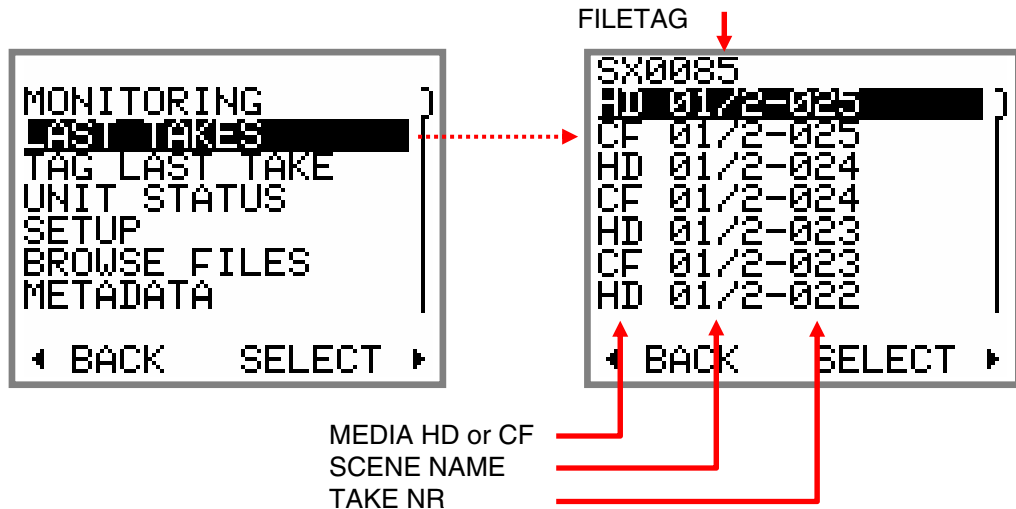 FILETAG
MONITORING
LAST TAKES
TAG LAST TAKE
UNIT STATUS
SETUP
BROWSE FILES
METADATA
BACK SELECT
SX0085
HD 01/2-025
CF 01/2-025
HD 01/2-024
CF 01/2-024
HD 01/2-023
CF 01/2-023
HD 01/2-022
BACK SELECT
MEDIA HD or CF
SCENE NAME
TAKE NR